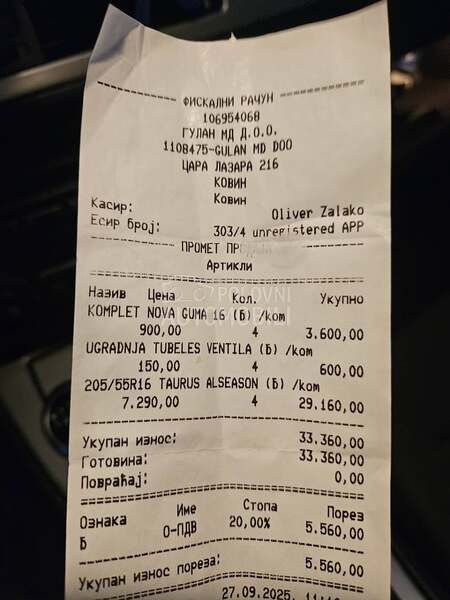 ФИСКАЛНИ РАЧУН
106954068
ГУЛАН МД Д.О.О.
1108475-GULAN MD DOO
ЦАРА ЛАЗАРА 216
КОВИН
Ковин
Касир: Oliver Zalako
Есир број: 303/4 unregistered APP
ПРОМЕТ
Артикли
Назив Цена Кол. Укупно
KOMPLET NOVA GUMA 16 (Ђ) /kom
900,00 4 3.600,00
UGRADNJA TUBELES VENTILA (Ђ) /kom
150,00 4 600,00
205/55R16 TAURUS ALSEASON (Ђ) /kom
7.290,00 4 29.160,00
Укупан износ: 33.360,00
Готовина: 33.360,00
Повраћај: 0,00
Ознака Име Стопа Порез
Ђ О-ПДВ 20,00% 5.560,00
Укупан износ пореза: 5.560,00
27.09.2025.
POLOVNI
AUTOMOBILI